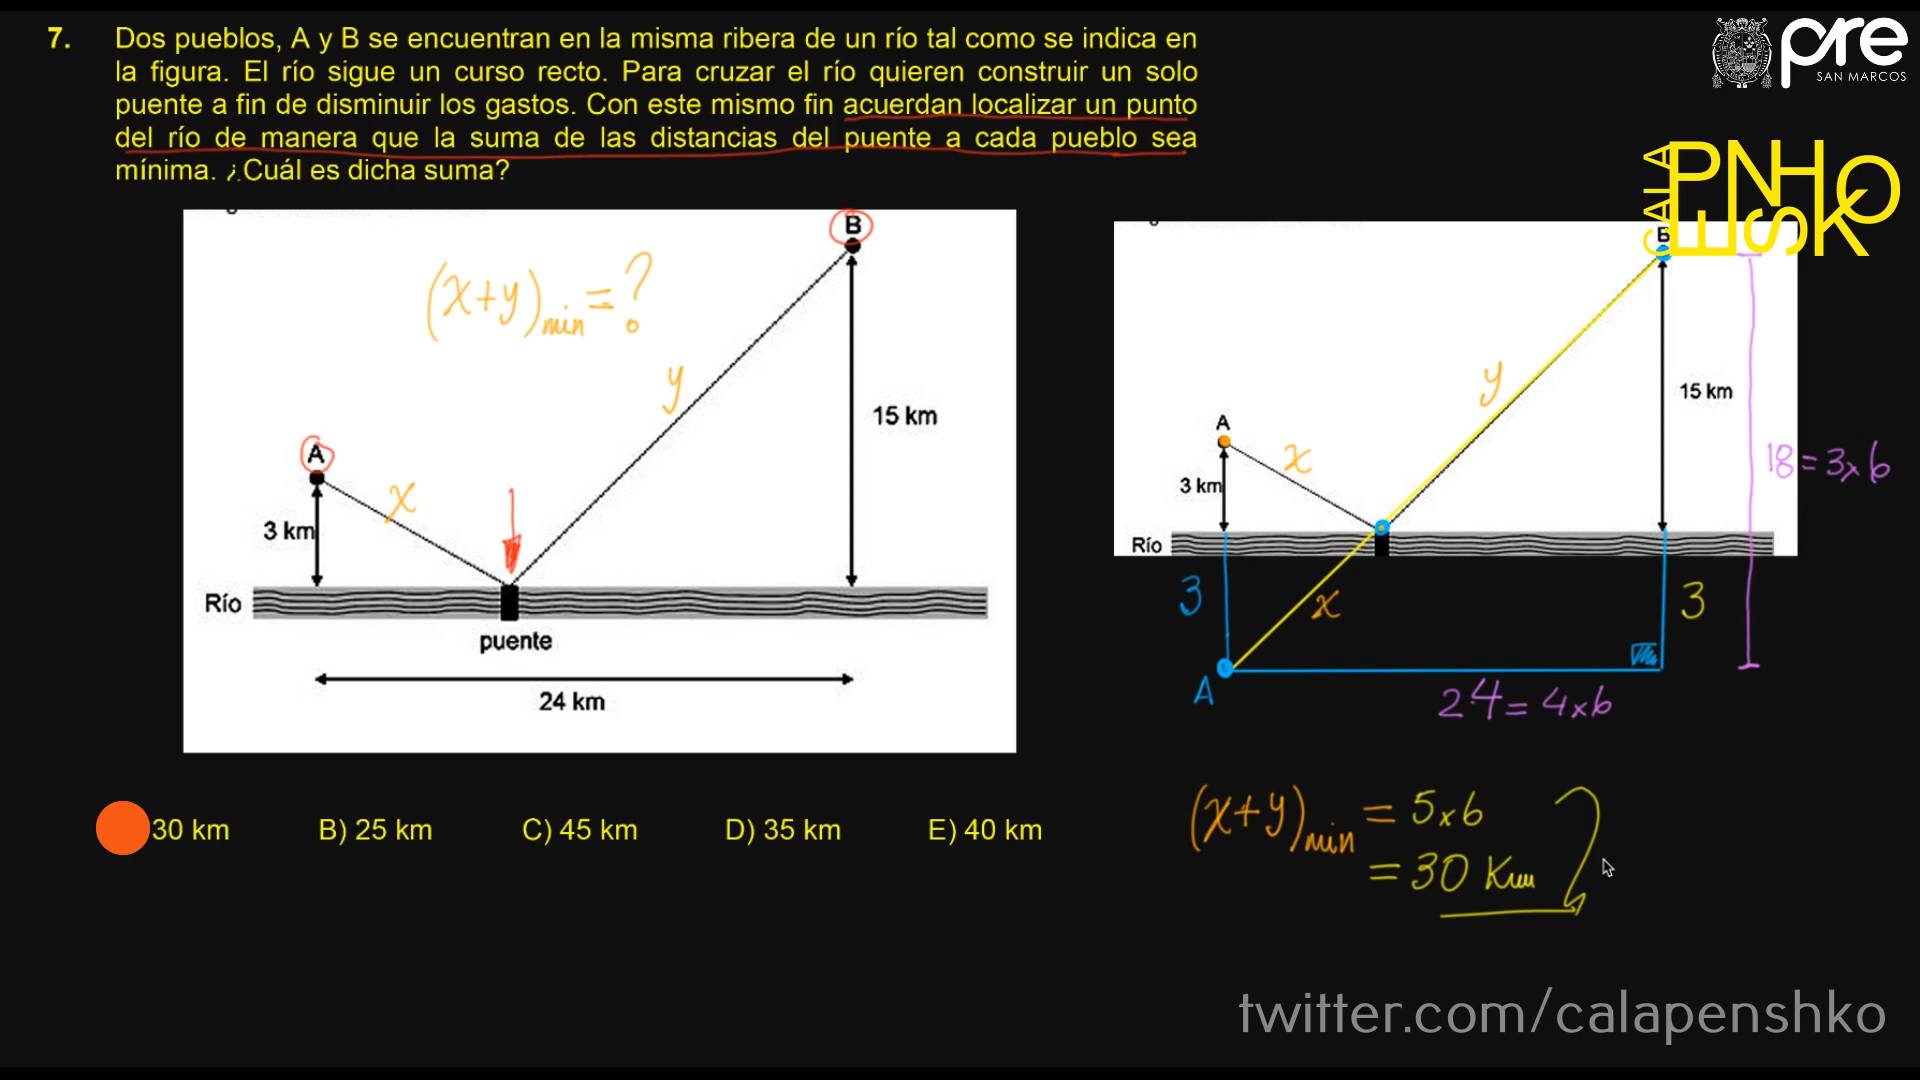 7. Dos pueblos, A y B se encuentran en la misma ribera de un río tal como se indica en
la figura. El río sigue un curso recto. Para cruzar el río quieren construir un solo
puente a fin de disminuir los gastos. Con este mismo fin acuerdan localizar un punto
del río de manera que la suma de las distancias del puente a cada pueblo sea
mínima. ¿Cuál es dicha suma?
pre
SAN MARCOS
CALA
PENSHKO
B
(x+y)min=?
y
15 km
A
x
3 km
Río
puente
24 km
B
y
15 km
A
x
3 km
18=3x6
Río
3
x
3
A
24=4x6
30 km
B) 25 km
C) 45 km
D) 35 km
E) 40 km
(x+y)min = 5x6
= 30 Km
twitter.com/calapenshko